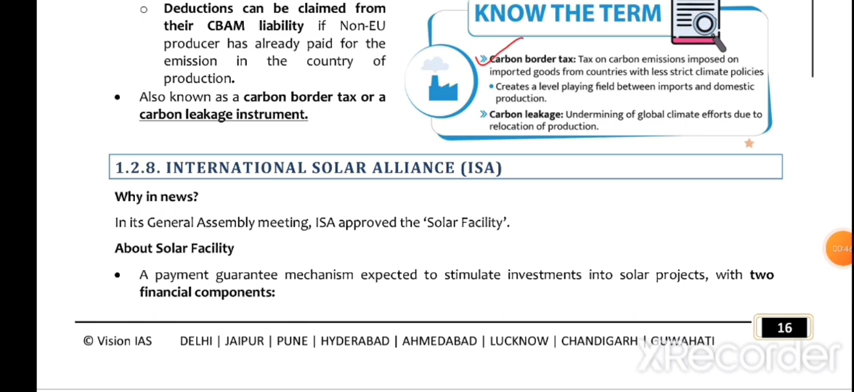 ○ Deductions can be claimed from
their CBAM liability if Non-EU
producer has already paid for the
emission in the country of
production.
• Also known as a carbon border tax or a
carbon leakage instrument.
KNOW THE TERM
Carbon border tax: Tax on carbon emissions imposed on
imported goods from countries with less strict climate policies
• Creates a level playing field between imports and domestic
production.
Carbon leakage: Undermining of global climate efforts due to
relocation of production.
1.2.8. INTERNATIONAL SOLAR ALLIANCE (ISA)
Why in news?
In its General Assembly meeting, ISA approved the ‘Solar Facility’.
About Solar Facility
• A payment guarantee mechanism expected to stimulate investments into solar projects, with two
financial components:
16
© Vision IAS DELHI | JAIPUR | PUNE | HYDERABAD | AHMEDABAD | LUCKNOW | CHANDIGARH | GUWAHATI
XRecorder